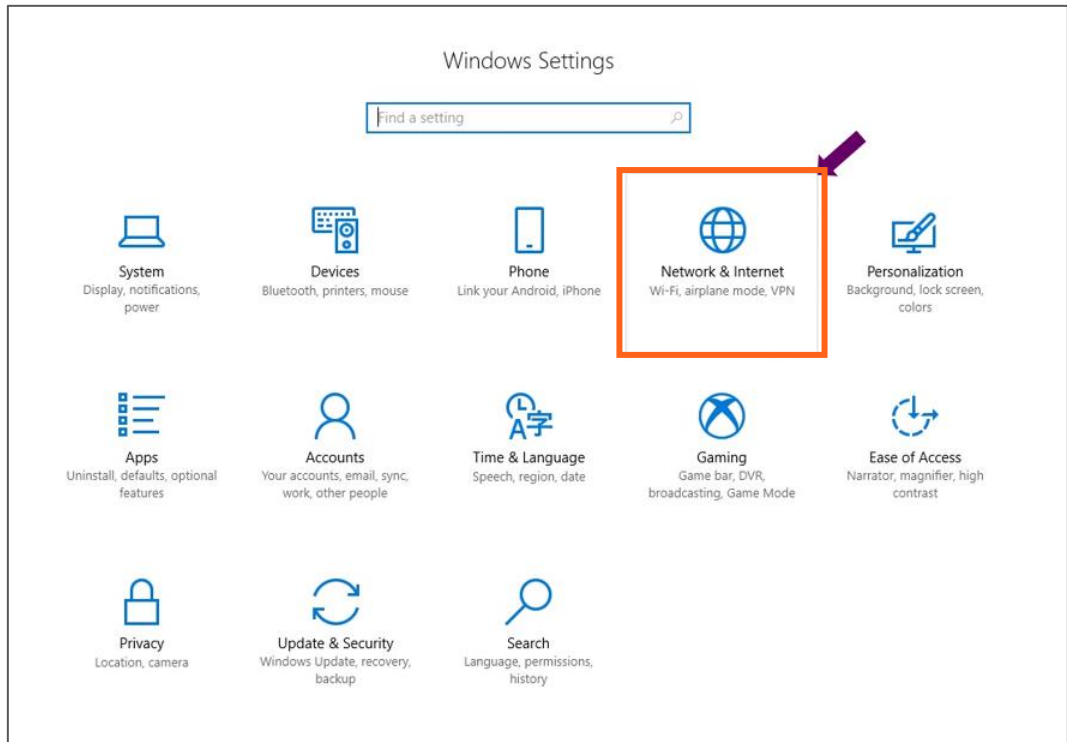 Windows Settings
Find a setting
System
Display, notifications,
power
Devices
Bluetooth, printers, mouse
Phone
Link your Android, iPhone
Network & Internet
Wi-Fi, airplane mode, VPN
Personalization
Background, lock screen,
colors
Apps
Uninstall, defaults, optional
features
Accounts
Your accounts, email, sync,
work, other people
Time & Language
Speech, region, date
Gaming
Game bar, DVR,
broadcasting, Game Mode
Ease of Access
Narrator, magnifier, high
contrast
Privacy
Location, camera
Update & Security
Windows Update, recovery,
backup
Search
Language, permissions,
history